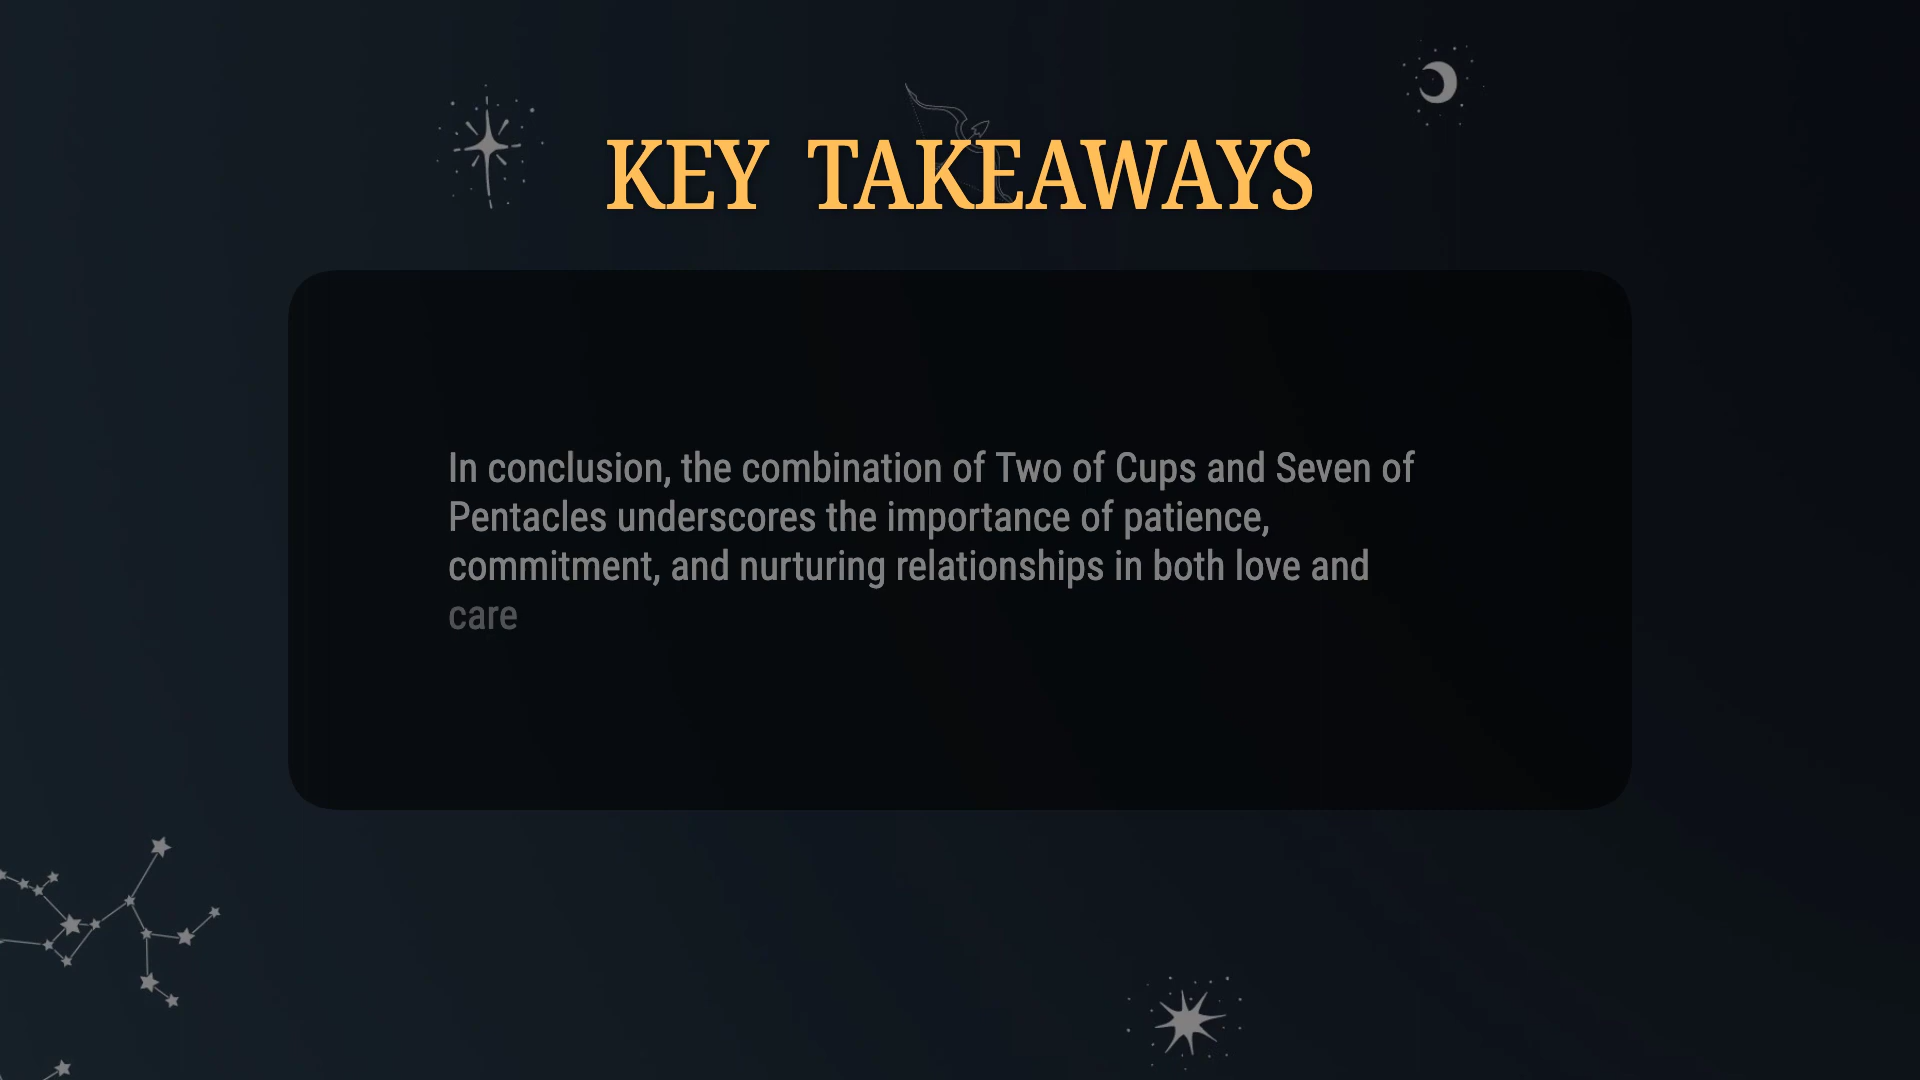 KEY TAKEAWAYS
In conclusion, the combination of Two of Cups and Seven of
Pentacles underscores the importance of patience,
commitment, and nurturing relationships in both love and
care